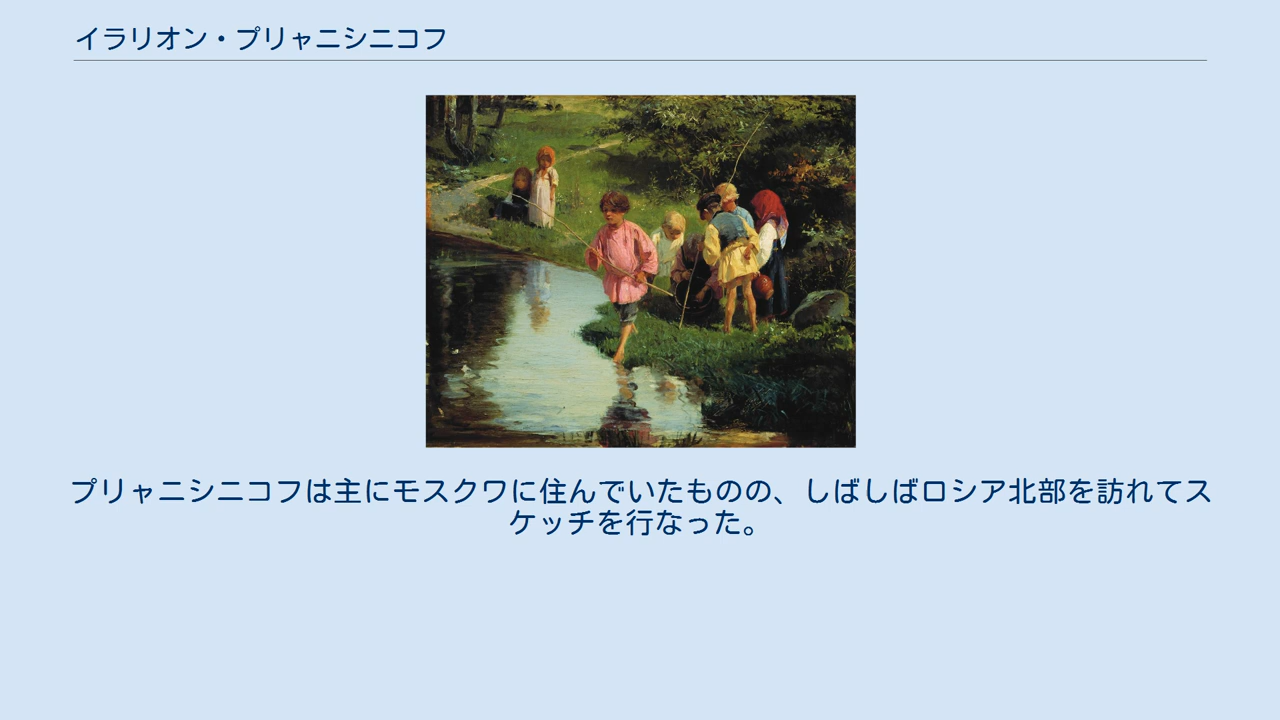 イラリオン・プリャニシニコフ
プリャニシニコフは主にモスクワに住んでいたものの、しばしばロシア北部を訪れてス
ケッチを行なった。